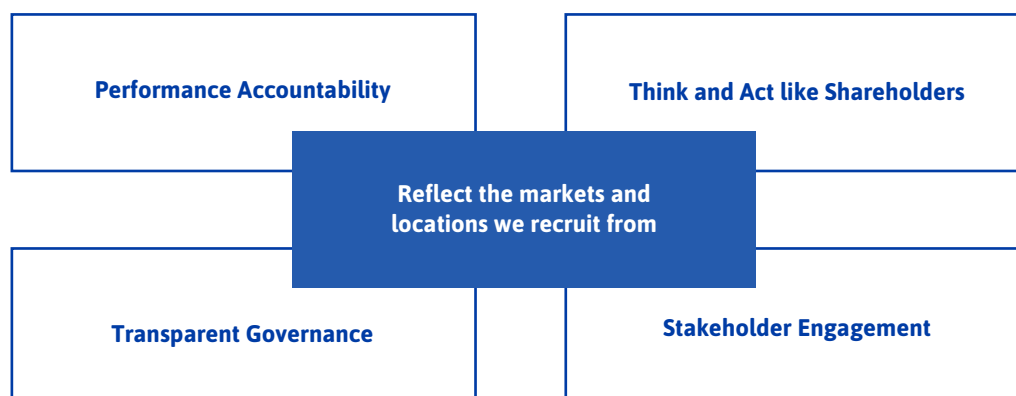 Performance Accountability
Think and Act like Shareholders
Reflect the markets and
locations we recruit from
Transparent Governance
Stakeholder Engagement